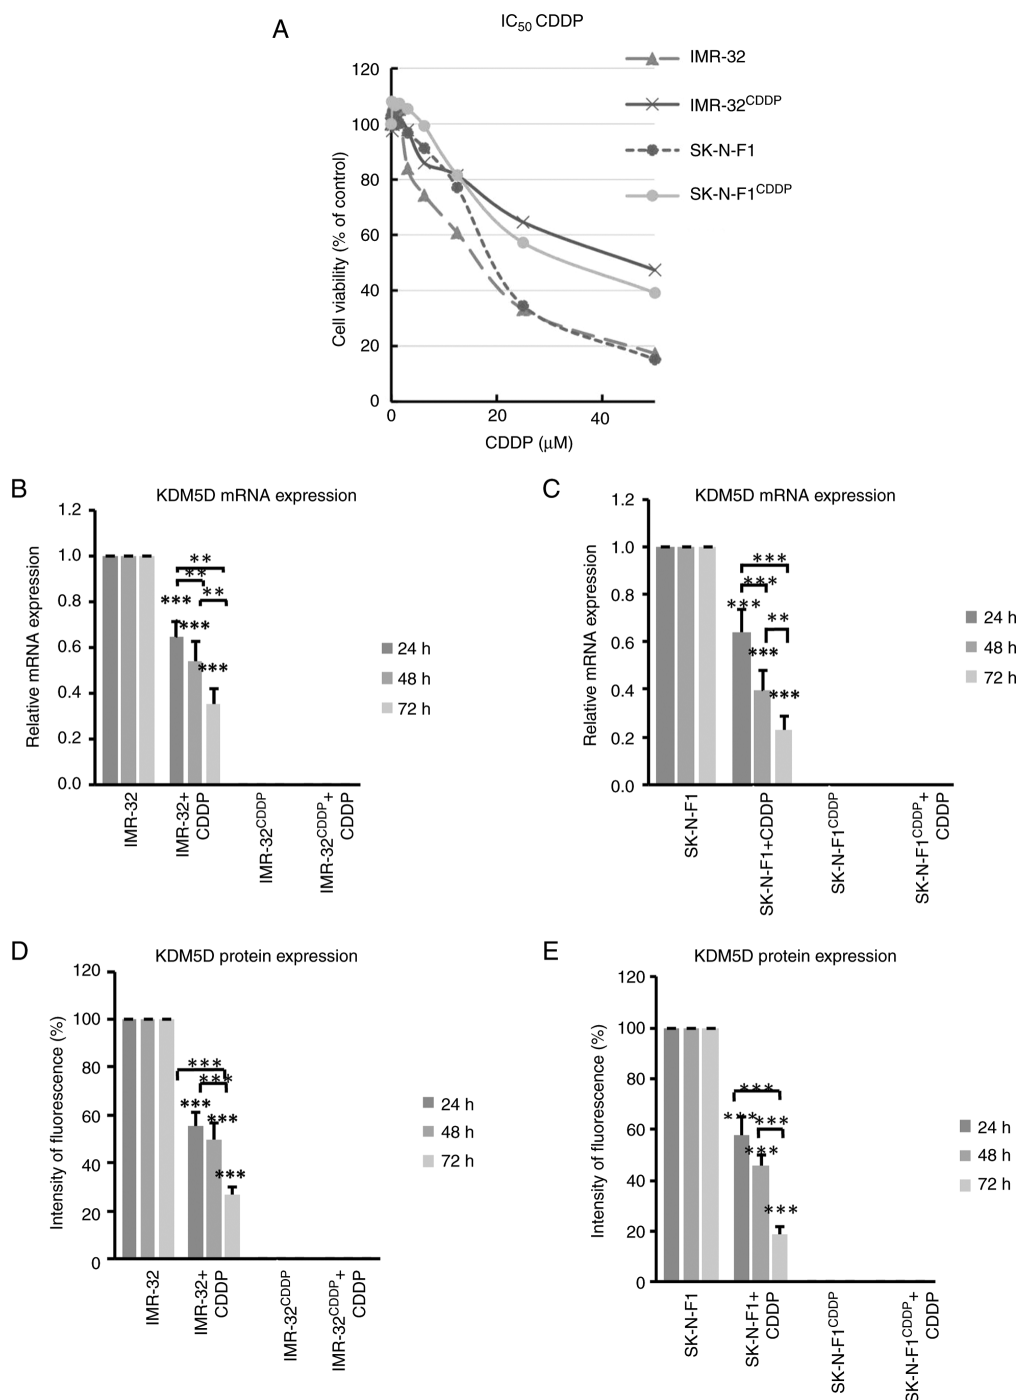 A
IC50 CDDP
IMR-32
IMR-32CDDP
SK-N-F1
SK-N-F1CDDP
Cell viability (% of control)
120
100
80
60
40
20
0
0 20 40
CDDP (μM)
B
KDM5D mRNA expression
Relative mRNA expression
1.2
1.0
0.8
0.6
0.4
0.2
0.0
**
**
**
***
***
***
24 h
48 h
72 h
IMR-32
IMR-32+
CDDP
IMR-32CDDP
IMR-32CDDP+
CDDP
C
KDM5D mRNA expression
Relative mRNA expression
1.2
1.0
0.8
0.6
0.4
0.2
0.0
***
***
***
**
***
***
24 h
48 h
72 h
SK-N-F1
SK-N-F1+CDDP
SK-N-F1CDDP
SK-N-F1CDDP+
CDDP
D
KDM5D protein expression
Intensity of fluorescence (%)
120
100
80
60
40
20
0
***
***
***
***
***
24 h
48 h
72 h
IMR-32
IMR-32+
CDDP
IMR-32CDDP
IMR-32CDDP+
CDDP
E
KDM5D protein expression
Intensity of fluorescence (%)
120
100
80
60
40
20
0
***
***
***
***
***
24 h
48 h
72 h
SK-N-F1
SK-N-F1+
CDDP
SK-N-F1CDDP
SK-N-F1CDDP+
CDDP